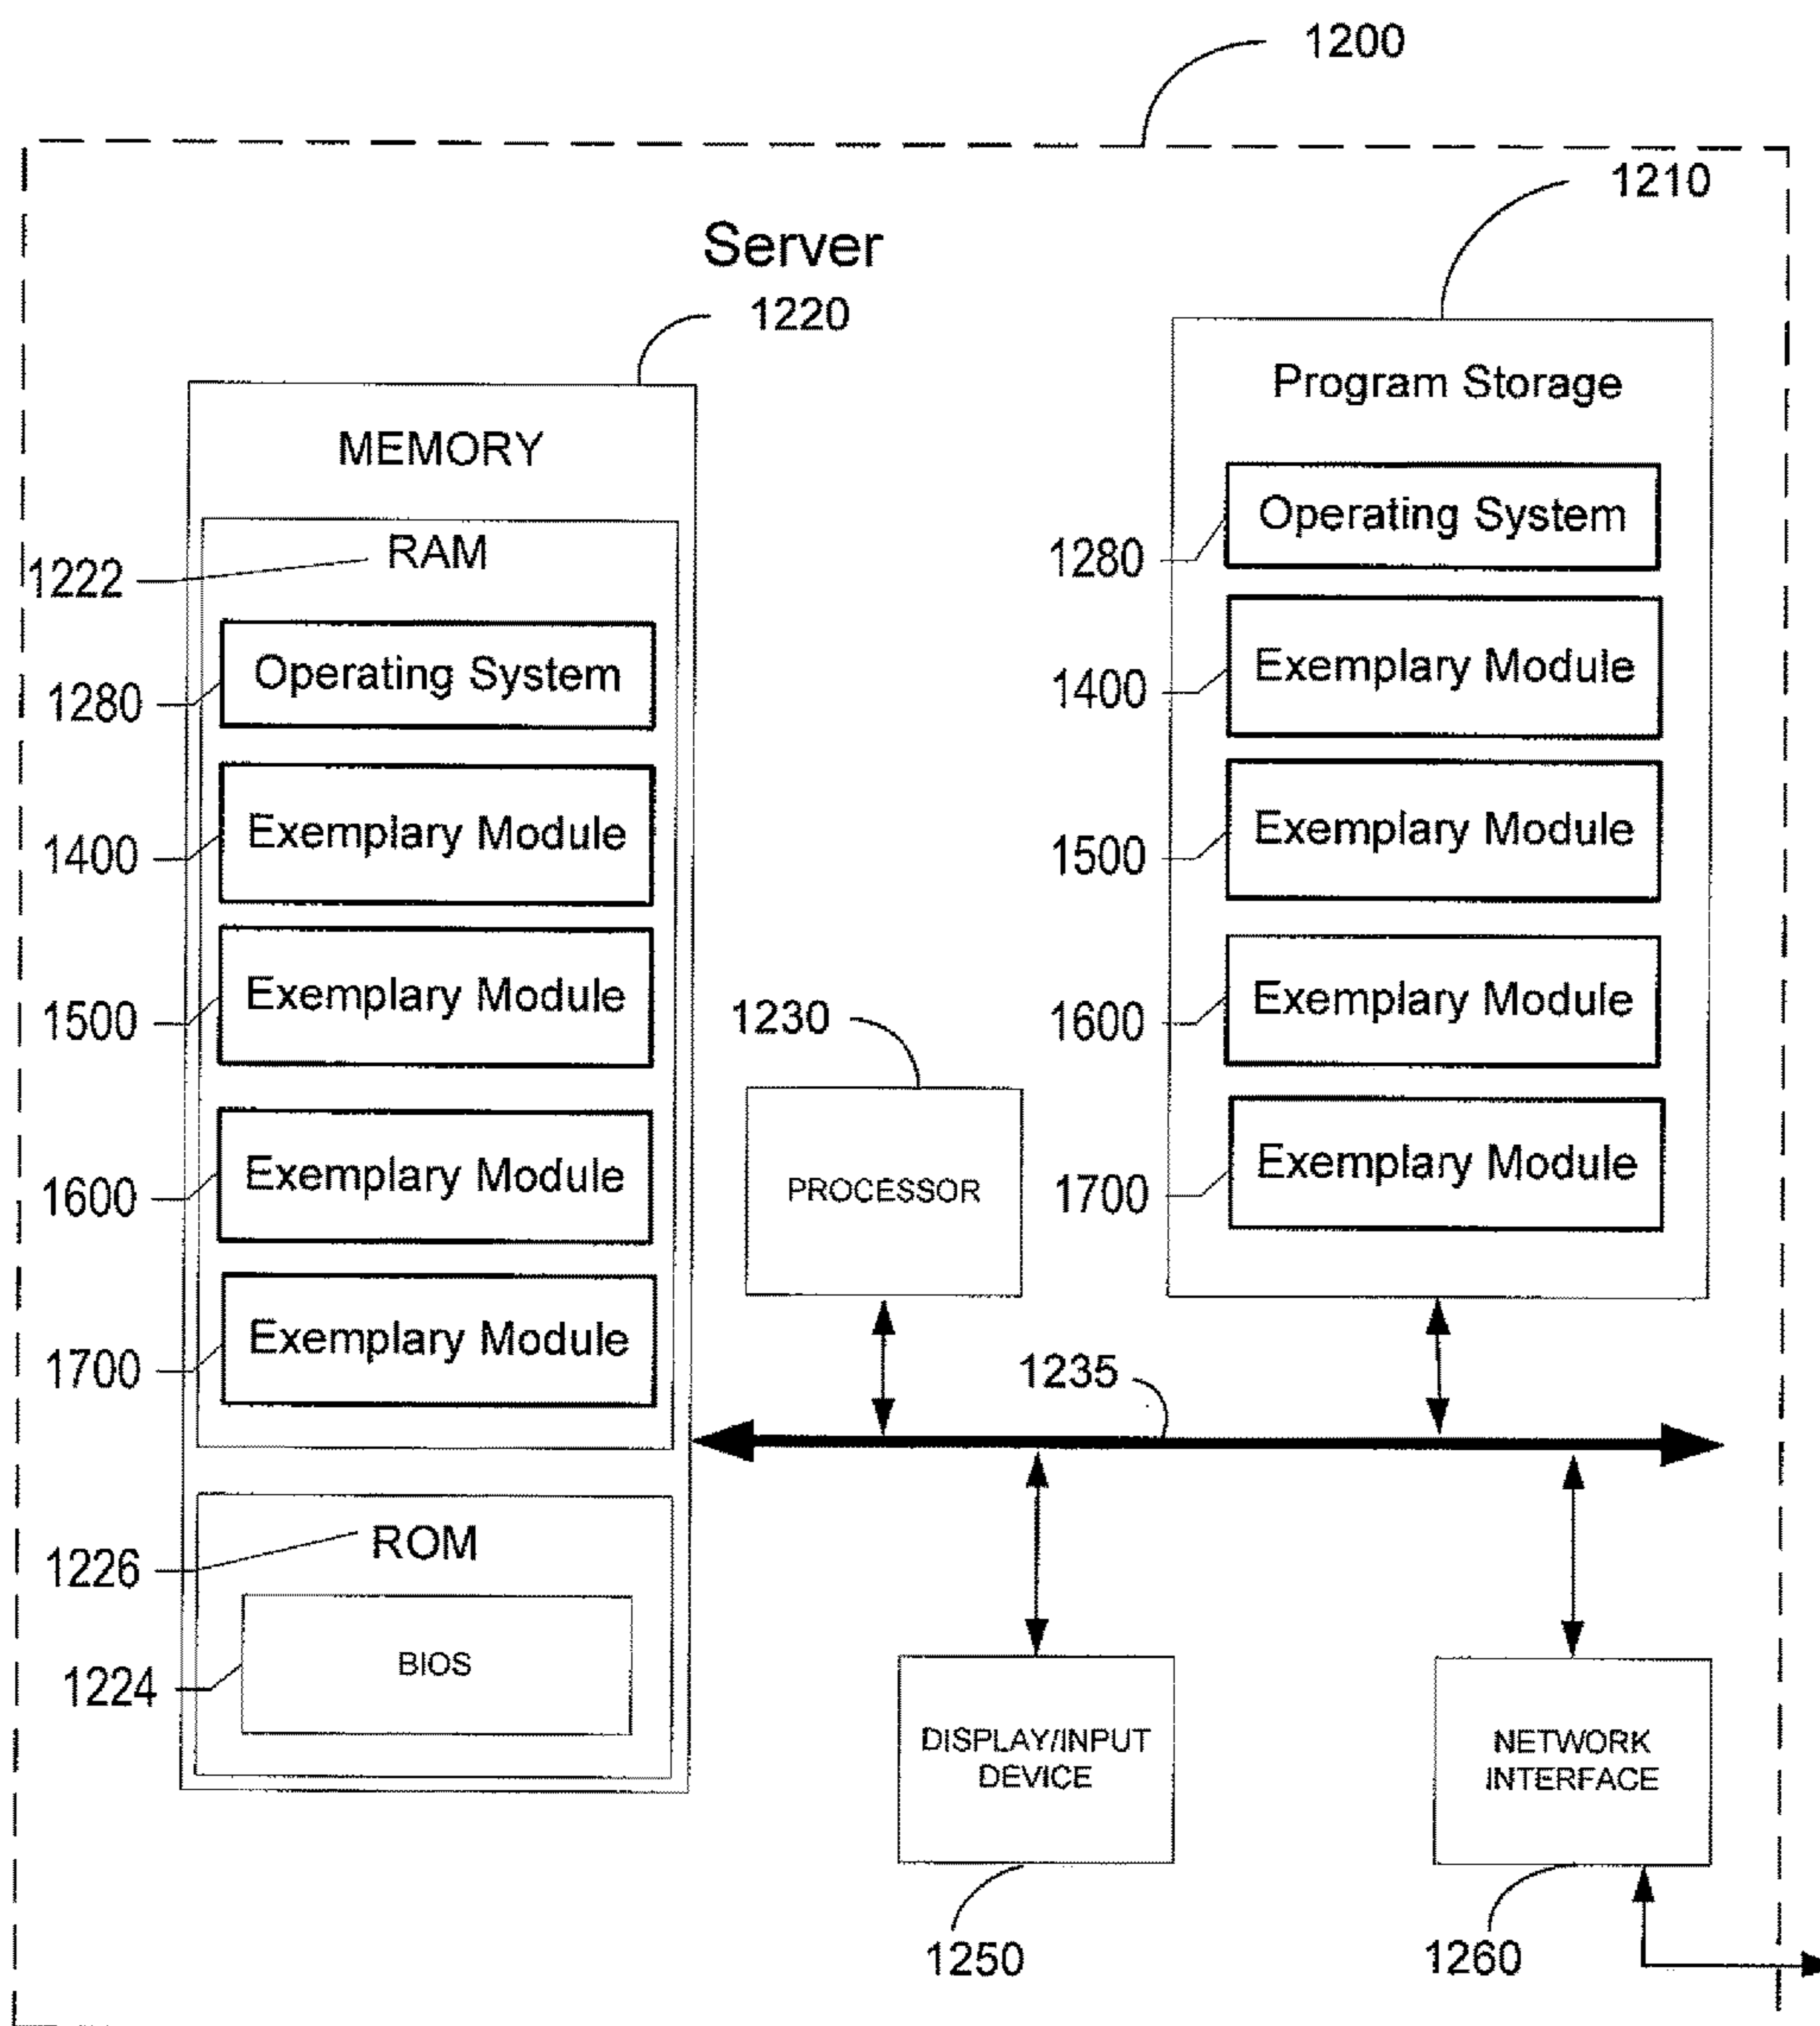 1200
1210
Server
1220
Program Storage
MEMORY
Operating System
1280
RAM
1222
Exemplary Module
1400
Operating System
1280
Exemplary Module
1500
Exemplary Module
1400
Exemplary Module
1600
Exemplary Module
1500
Exemplary Module
1700
1230
PROCESSOR
Exemplary Module
1600
Exemplary Module
1700
1235
ROM
1226
BIOS
1224
DISPLAY/INPUT
DEVICE
NETWORK
INTERFACE
1250
1260